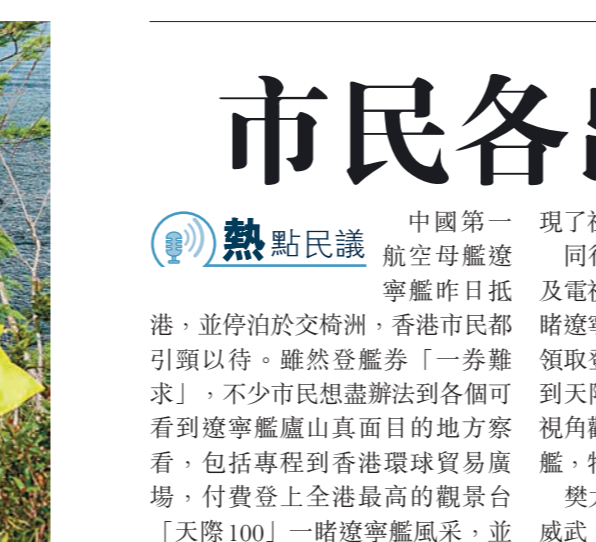 市民各
熱點民議
中國第一
航空母艦遼
寧艦昨日抵
港，並停泊於交椅洲，香港市民都
引頸以待。雖然登艦券「一券難
求」，不少市民想盡辦法到各個可
看到遼寧艦廬山真面目的地方察
看，包括專程到香港環球貿易廣
場，付費登上全港最高的觀景台
「天際100」一睹遼寧艦風采，並
現了
同
及電視
睹遼
領取
到天
視角
艦，
樊
威武